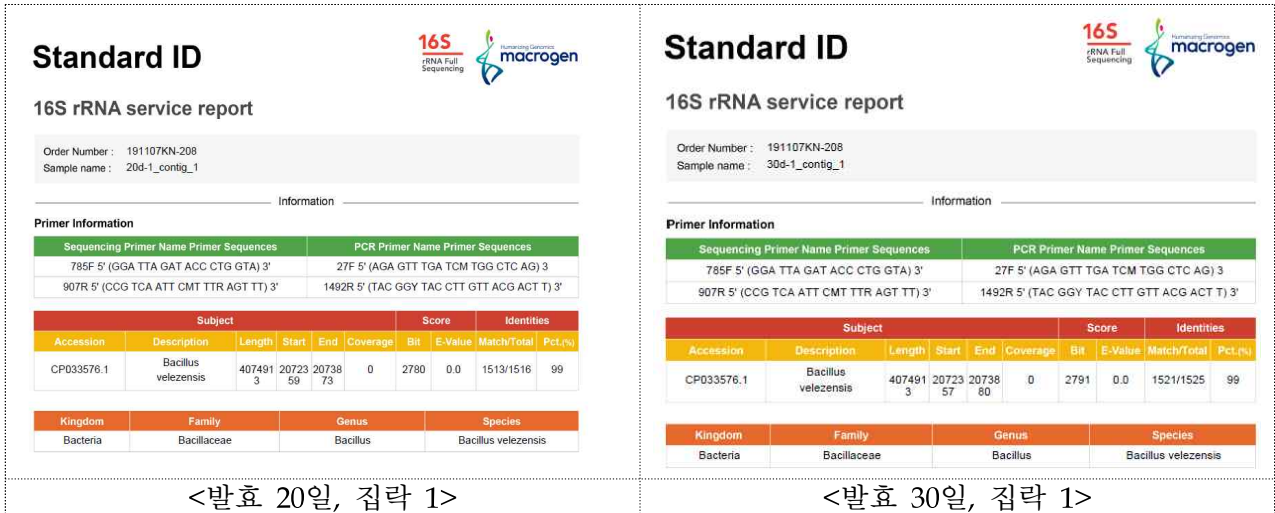 Standard ID
16S
rRNA Full
Sequencing
Humanizing Genomics
macrogen
16S rRNA service report
Order Number : 191107KN-208
Sample name : 20d-1_contig_1
Information
Primer Information
Sequencing Primer Name Primer Sequences PCR Primer Name Primer Sequences
785F 5' (GGA TTA GAT ACC CTG GTA) 3' 27F 5' (AGA GTT TGA TCM TGG CTC AG) 3
907R 5' (CCG TCA ATT CMT TTR AGT TT) 3' 1492R 5' (TAC GGY TAC CTT GTT ACG ACT T) 3'
Subject Score Identities
Accession Description Length Start End Coverage Bit E-Value Match/Total Pct.(%)
CP033576.1 Bacillus velezensis 4074913 2072359 2073873 0 2780 0.0 1513/1516 99
Kingdom Family Genus Species
Bacteria Bacillaceae Bacillus Bacillus velezensis
<발효 20일, 집락 1>
Standard ID
16S
rRNA Full
Sequencing
Humanizing Genomics
macrogen
16S rRNA service report
Order Number : 191107KN-208
Sample name : 30d-1_contig_1
Information
Primer Information
Sequencing Primer Name Primer Sequences PCR Primer Name Primer Sequences
785F 5' (GGA TTA GAT ACC CTG GTA) 3' 27F 5' (AGA GTT TGA TCM TGG CTC AG) 3
907R 5' (CCG TCA ATT CMT TTR AGT TT) 3' 1492R 5' (TAC GGY TAC CTT GTT ACG ACT T) 3'
Subject Score Identities
Accession Description Length Start End Coverage Bit E-Value Match/Total Pct.(%)
CP033576.1 Bacillus velezensis 4074913 2072357 2073880 0 2791 0.0 1521/1525 99
Kingdom Family Genus Species
Bacteria Bacillaceae Bacillus Bacillus velezensis
<발효 30일, 집락 1>